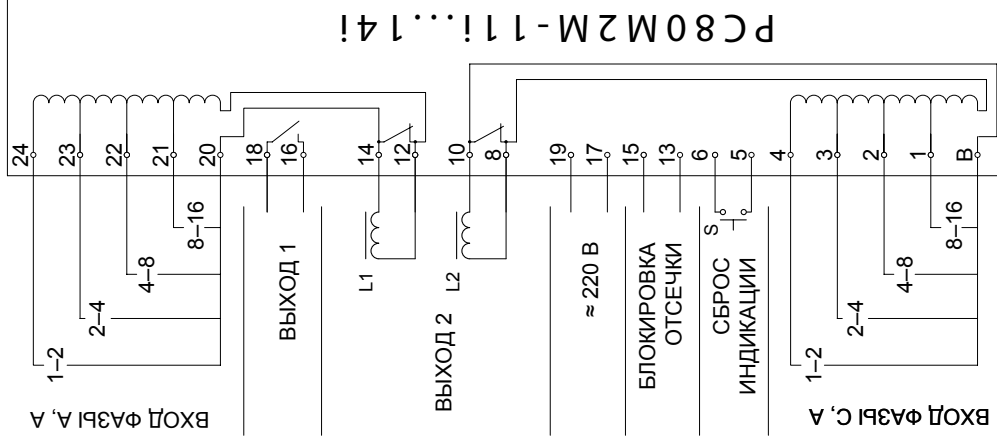 РС80М2М-11i...14i
24
23
22
21
20
18
16
14
12
10
8
19
17
15
13
6
5
4
3
2
1
В
1–2
2–4
4–8
8–16
ВХОД ФАЗЫ А, А
ВЫХОД 1
L1
L2
ВЫХОД 2
≈ 220 В
БЛОКИРОВКА
ОТСЕЧКИ
S
СБРОС
ИНДИКАЦИИ
1–2
2–4
4–8
8–16
ВХОД ФАЗЫ С, А